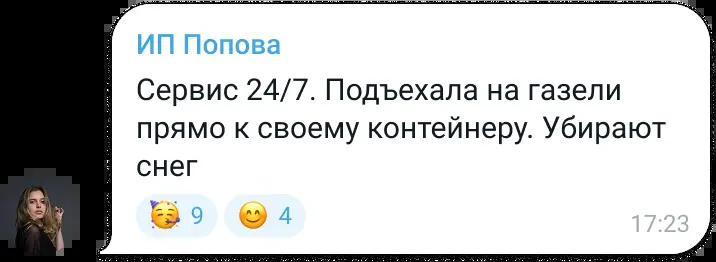 ИП Попова
Сервис 24/7. Подъехала на газели
прямо к своему контейнеру. Убирают
снег
🥳 9 😊 4
17:23